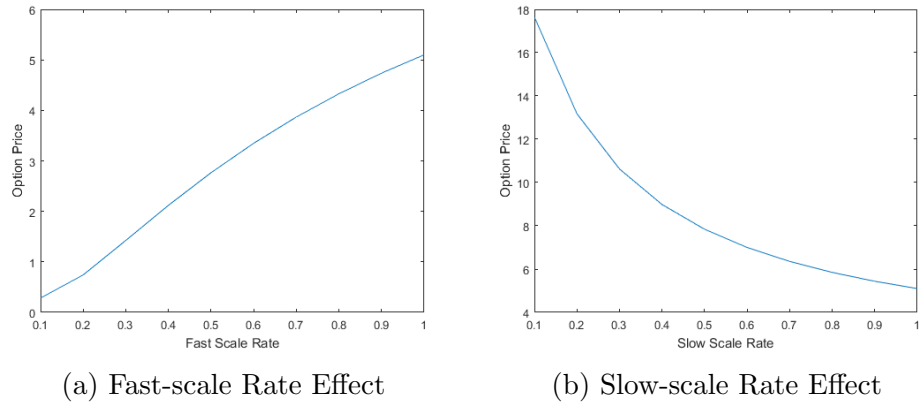 6
5
4
3
2
1
0
Option Price
0.1 0.2 0.3 0.4 0.5 0.6 0.7 0.8 0.9 1
Fast Scale Rate
(a) Fast-scale Rate Effect
18
16
14
12
10
8
6
4
Option Price
0.1 0.2 0.3 0.4 0.5 0.6 0.7 0.8 0.9 1
Slow Scale Rate
(b) Slow-scale Rate Effect